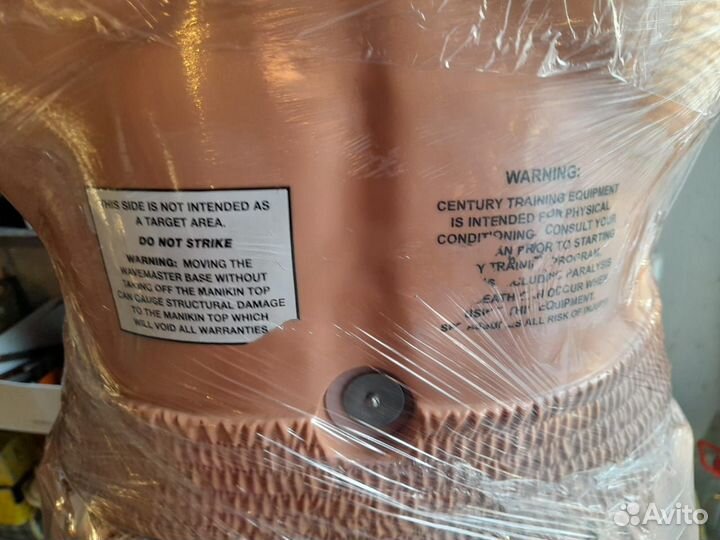 THIS SIDE IS NOT INTENDED AS
A TARGET AREA.
DO NOT STRIKE
WARNING: MOVING THE
WAVEMASTER BASE WITHOUT
TAKING OFF THE MANIKIN TOP
CAN CAUSE STRUCTURAL DAMAGE
TO THE MANIKIN TOP WHICH
WILL VOID ALL WARRANTIES
WARNING:
CENTURY TRAINING EQUIPMENT
IS INTENDED FOR PHYSICAL
CONDITIONING. CONSULT YOUR
PRIOR TO STARTING
PROGRAM.
INCLUDING PARALYSIS
OCCUR WHEN
EQUIPMENT.
ALL RISK OF INJURY
Avito